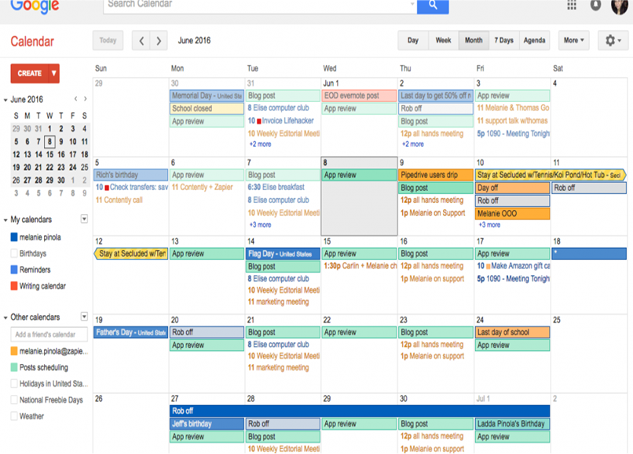 Google
Search Calendar
Calendar
Today
June 2016
Day Week Month 7 Days Agenda
More
CREATE
June 2016
S M T W T F S
29 30 31 1 2 3 4
5 6 7 8 9 10 11
12 13 14 15 16 17 18
19 20 21 22 23 24 25
26 27 28 29 30 1 2
3 4 5 6 7 8 9
My calendars
melanie pinola
Birthdays
Reminders
Writing calendar
Other calendars
Add a friend's calendar
melanie.pinola@zapie...
Posts scheduling
Holidays in United Sta...
National Freebie Days
Weather
Sun Mon Tue Wed Thu Fri Sat
29 30 31 Jun 1 2 3 4
Memorial Day - United St
School closed
App review
Blog post
8 Elise computer club
10 Invoice Lifehacker
10 Weekly Editorial Meeti
+2 more
EOO evernote post
App review
Last day to get 50% off n
Rob off
Blog post
12p all hands meeting
+2 more
App review
11 Melanie & Thomas Go
11 support talk w/thomas
5p 1090 - Meeting Tonigh
5 6 7 8 9 10 11
Rich's birthday
10 Check transfers: sav
11 Contently call
App review
11 Contently + Zapier
Blog post
6:30 Elise breakfast
8 Elise computer club
10 Weekly Editorial Meeti
+3 more
App review
Pipedrive users drip
Blog post
12p all hands meeting
1p Melanie on Support
Stay at Secluded w/Tennis/Koi Pond/Hot Tub - Secl
Day off
Rob off
Melanie OOO
+3 more
Rob off
12 13 14 15 16 17 18
Stay at Secluded w/Ter
App review
Flag Day - United States
Blog post
8 Elise computer club
10 Weekly Editorial Meeti
11 marketing meeting
App review
1:30p Carlin + Melanie ch
Blog post
12p all hands meeting
1p Melanie on support
App review
10 Make Amazon gift ca
5p 1090 - Meeting Tonigh
19 20 21 22 23 24 25
Father's Day - United Stat
Rob off
App review
Blog post
8 Elise computer club
10 Weekly Editorial Meeti
11 marketing
App review
Blog post
12p all hands meeting
1p Melanie on support
Last day of school
App review
26 27 28 29 30 Jul 1 2
Rob off
Jeff's birthday
App review
Rob off
Blog post
10 Weekly Editorial Meeti
App review
Blog post
12p all hands meeting
1p Melanie on support
Ladda Pinola's Birthday
App review